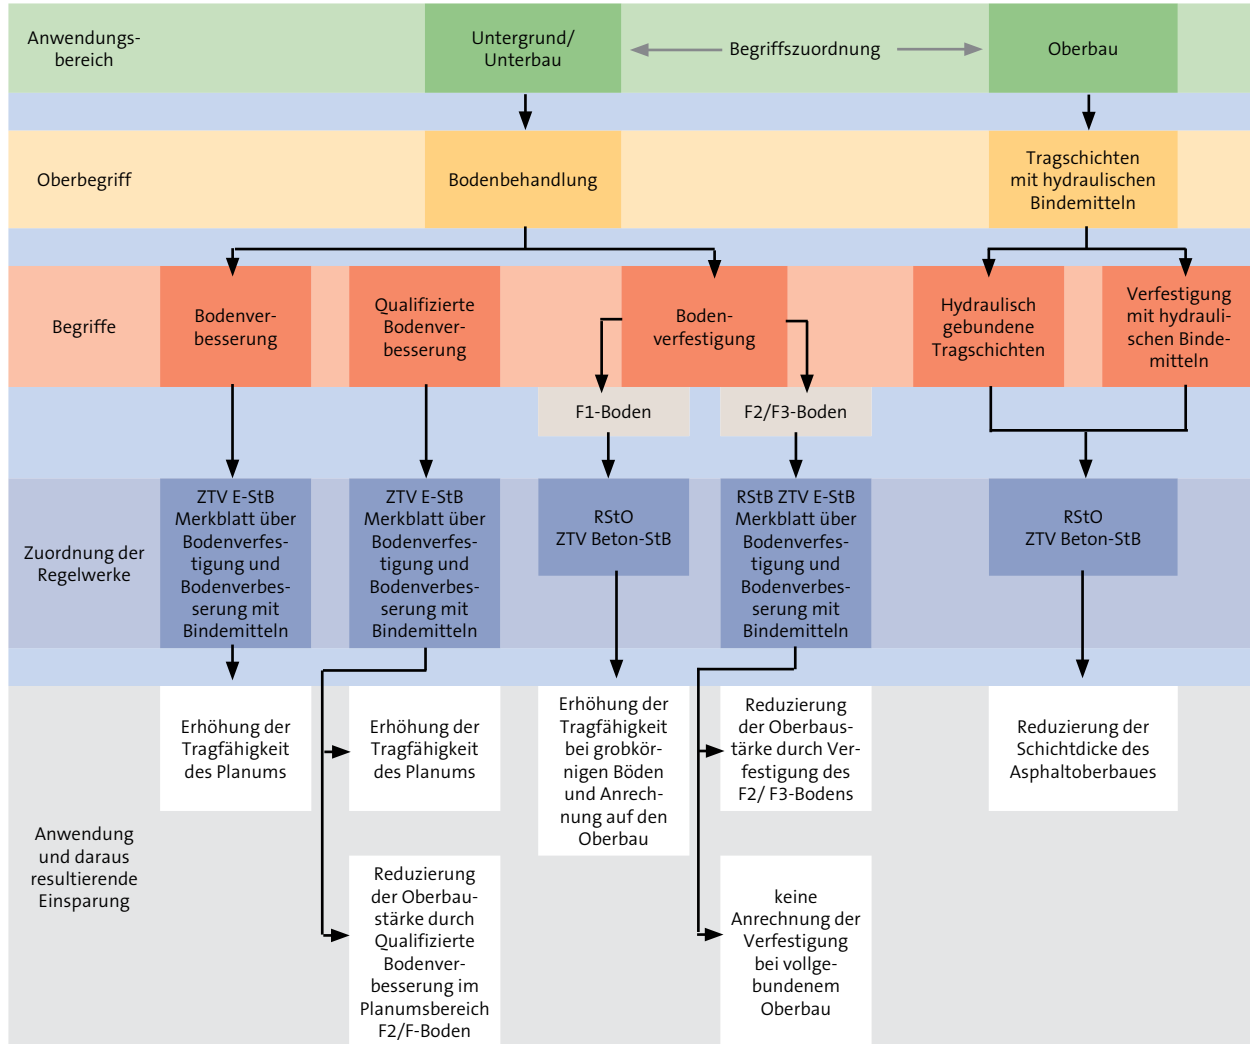 Anwendungs-
bereich
Untergrund/
Unterbau
Begriffszuordnung
Oberbau
Oberbegriff
Bodenbehandlung
Tragschichten
mit hydraulischen
Bindemitteln
Begriffe
Bodenver-
besserung
Qualifizierte
Bodenver-
besserung
Boden-
verfestigung
Hydraulisch
gebundene
Tragschichten
Verfestigung
mit hydrauli-
schen Binde-
mitteln
F1-Boden
F2/F3-Boden
Zuordnung der
Regelwerke
ZTV E-StB
Merkblatt über
Bodenverfes-
tigung und
Bodenverbes-
serung mit
Bindemitteln
ZTV E-StB
Merkblatt über
Bodenverfes-
tigung und
Bodenverbes-
serung mit
Bindemitteln
RStO
ZTV Beton-StB
RStB ZTV E-StB
Merkblatt über
Bodenverfes-
tigung und
Bodenverbes-
serung mit
Bindemitteln
RStO
ZTV Beton-StB
Anwendung
und daraus
resultierende
Einsparung
Erhöhung der
Tragfähigkeit
des Planums
Erhöhung der
Tragfähigkeit
des Planums
Erhöhung der
Tragfähigkeit
bei grobkör-
nigen Böden
und Anrech-
nung auf den
Oberbau
Reduzierung
der Oberbaus-
tärke durch Ver-
festigung des
F2/ F3-Bodens
Reduzierung der
Schichtdicke des
Asphaltoberbaues
Reduzierung
der Oberbau-
stärke durch
Qualifizierte
Bodenver-
besserung im
Planumsbereich
F2/F-Boden
keine
Anrechnung der
Verfestigung
bei vollge-
bundenem
Oberbau